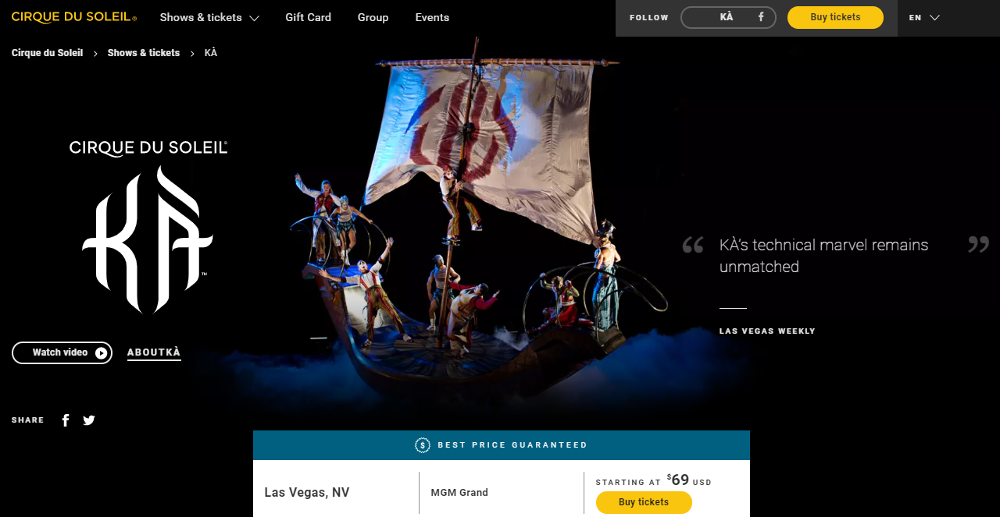 CIRQUE DU SOLEIL®
Shows & tickets
Gift Card
Group
Events
FOLLOW
KÀ
Buy tickets
EN
Cirque du Soleil > Shows & tickets > KÀ
CIRQUE DU SOLEIL®
KÀ™
“ KÀ’s technical marvel remains ”
unmatched
LAS VEGAS WEEKLY
Watch video
ABOUTKÀ
SHARE
$ BEST PRICE GUARANTEED
Las Vegas, NV
MGM Grand
STARTING AT $69 USD
Buy tickets